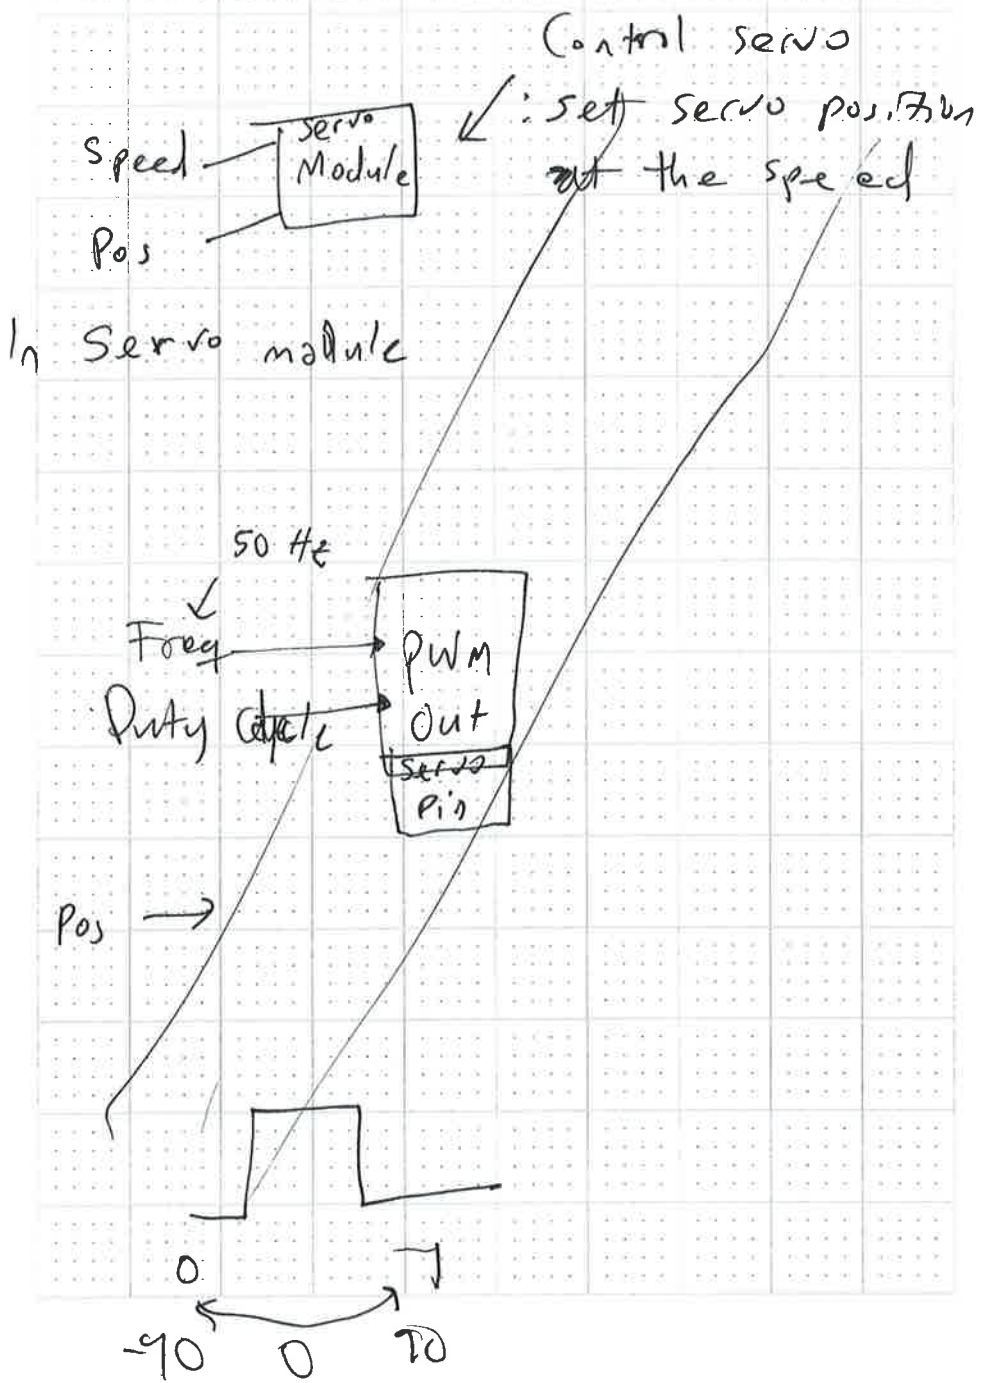 Control servo
: set servo position
at the speed
Speed
servo
Module
Pos
In Servo module
50 Hz
Freq
PWM
Duty Cycle
Out
Servo
Pin
Pos
0
-90 0 90